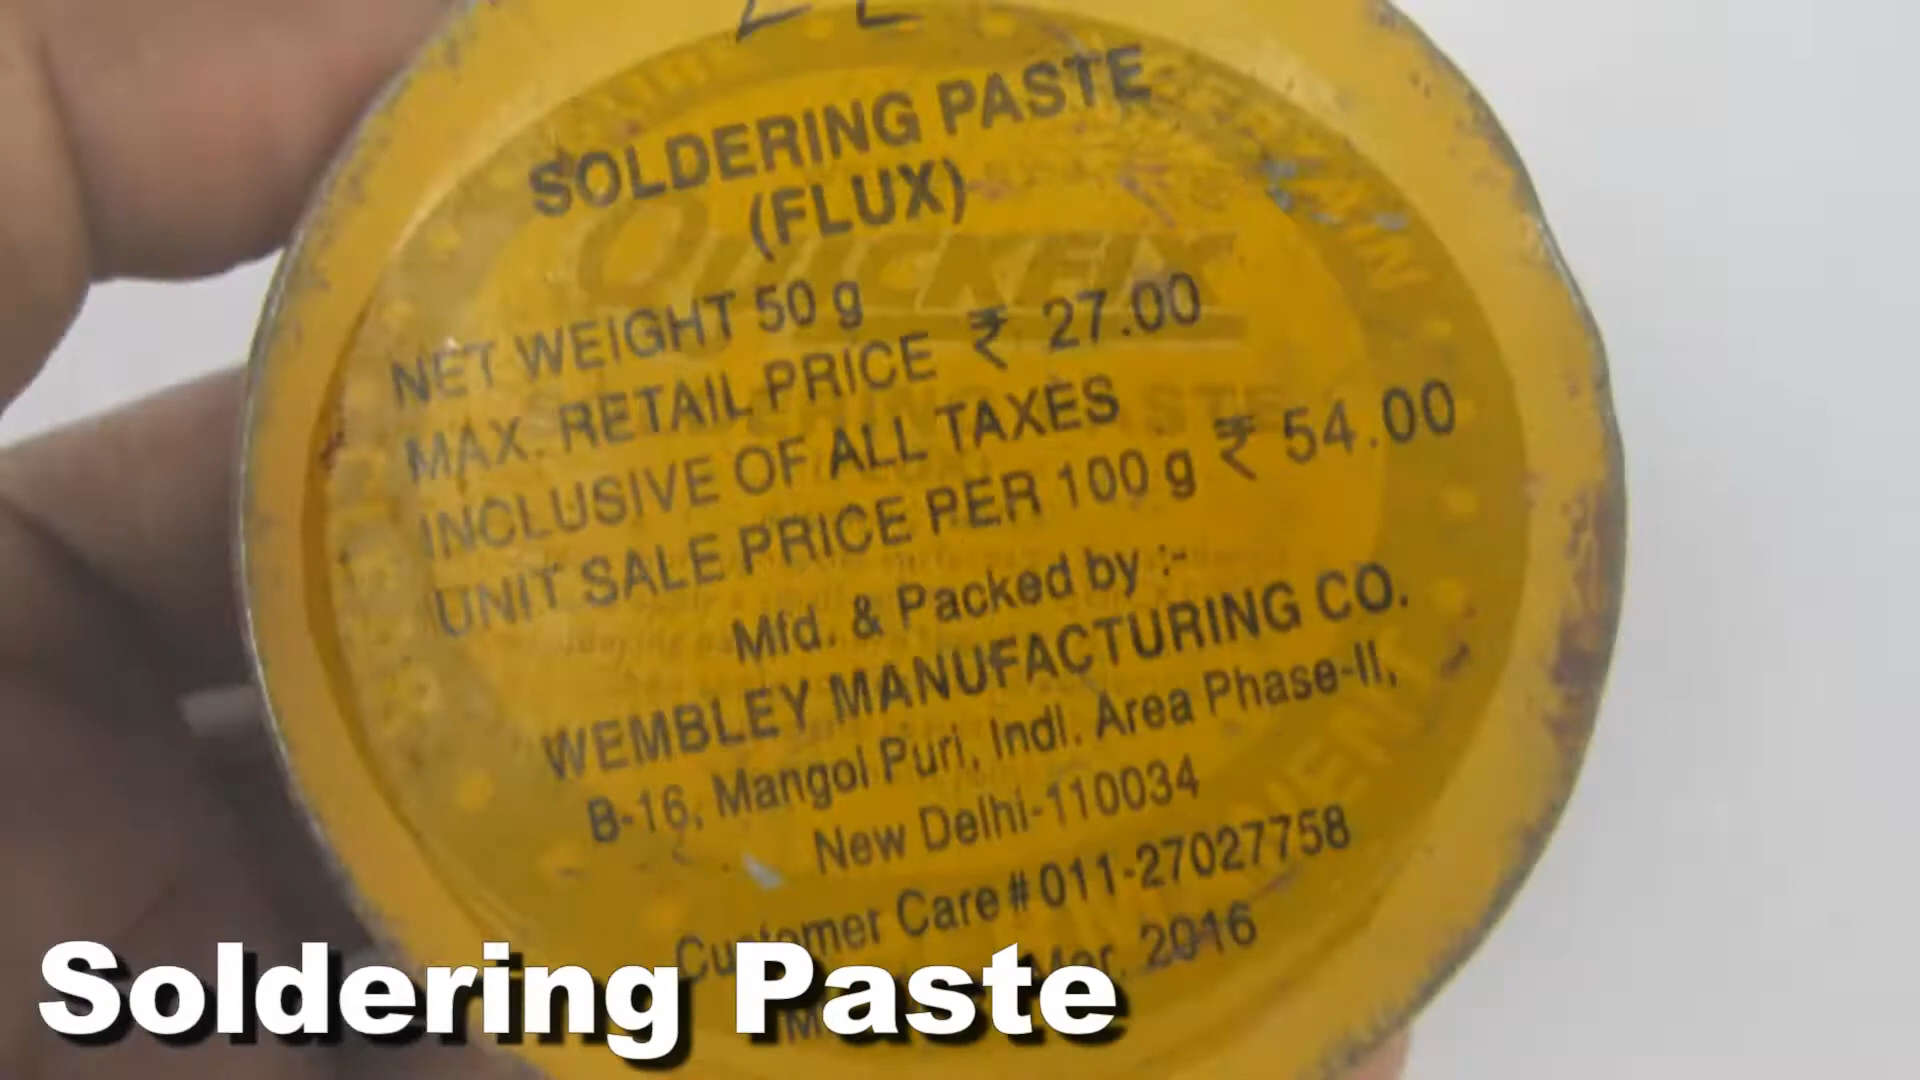 SOLDERING PASTE
(FLUX)
QUICKFIX
NET WEIGHT 50 g
MAX. RETAIL PRICE ₹ 27.00
INCLUSIVE OF ALL TAXES
UNIT SALE PRICE PER 100 g ₹ 54.00
Mfd. & Packed by :-
WEMBLEY MANUFACTURING CO.
B-16, Mangol Puri, Indl. Area Phase-II,
New Delhi-110034
Customer Care # 011-27027758
Mar. 2016
Soldering Paste